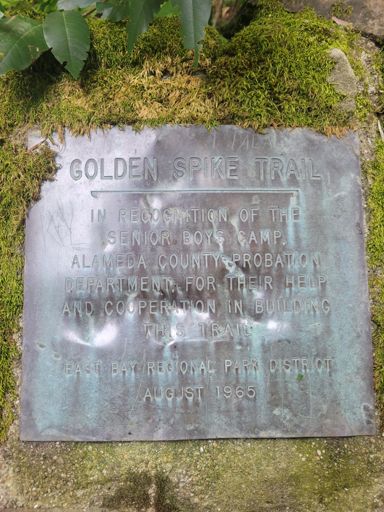 GOLDEN SPIKE TRAIL
IN RECOGNITION OF THE
SENIOR BOYS CAMP.
ALAMEDA COUNTY PROBATION
DEPARTMENT, FOR THEIR HELP
AND COOPERATION IN BUILDING
THIS TRAIL
EAST BAY REGIONAL PARK DISTRICT
AUGUST 1965